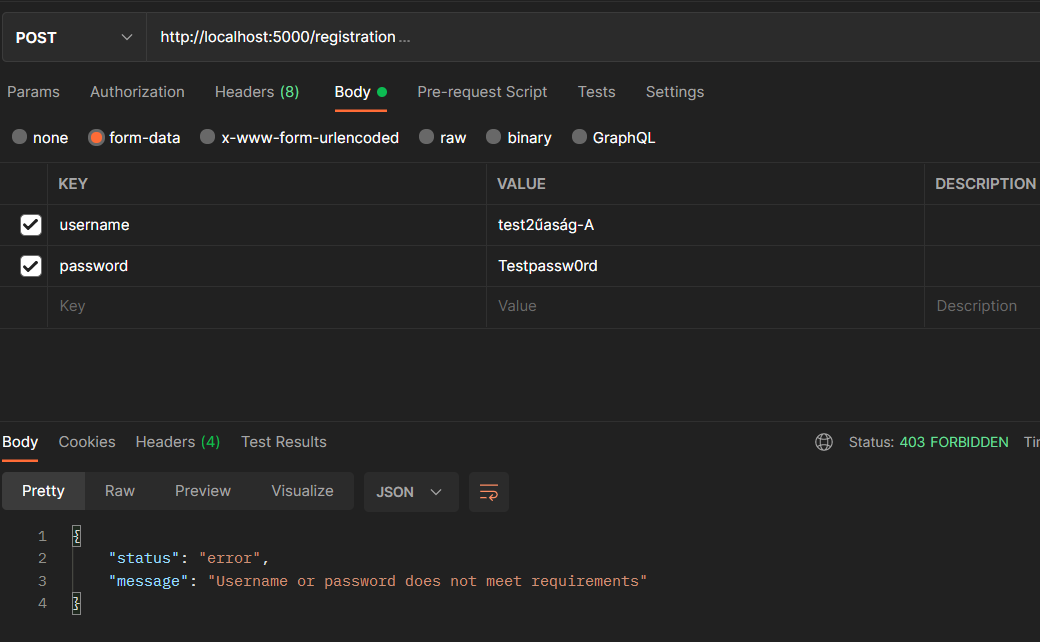 POST http://localhost:5000/registration ...
Params Authorization Headers (8) Body Pre-request Script Tests Settings
none form-data x-www-form-urlencoded raw binary GraphQL
KEY VALUE DESCRIPTION
username test2űaság-A
password Testpassw0rd
Key Value Description
Body Cookies Headers (4) Test Results Status: 403 FORBIDDEN
Pretty Raw Preview Visualize JSON
1 {
2 "status": "error",
3 "message": "Username or password does not meet requirements"
4 }